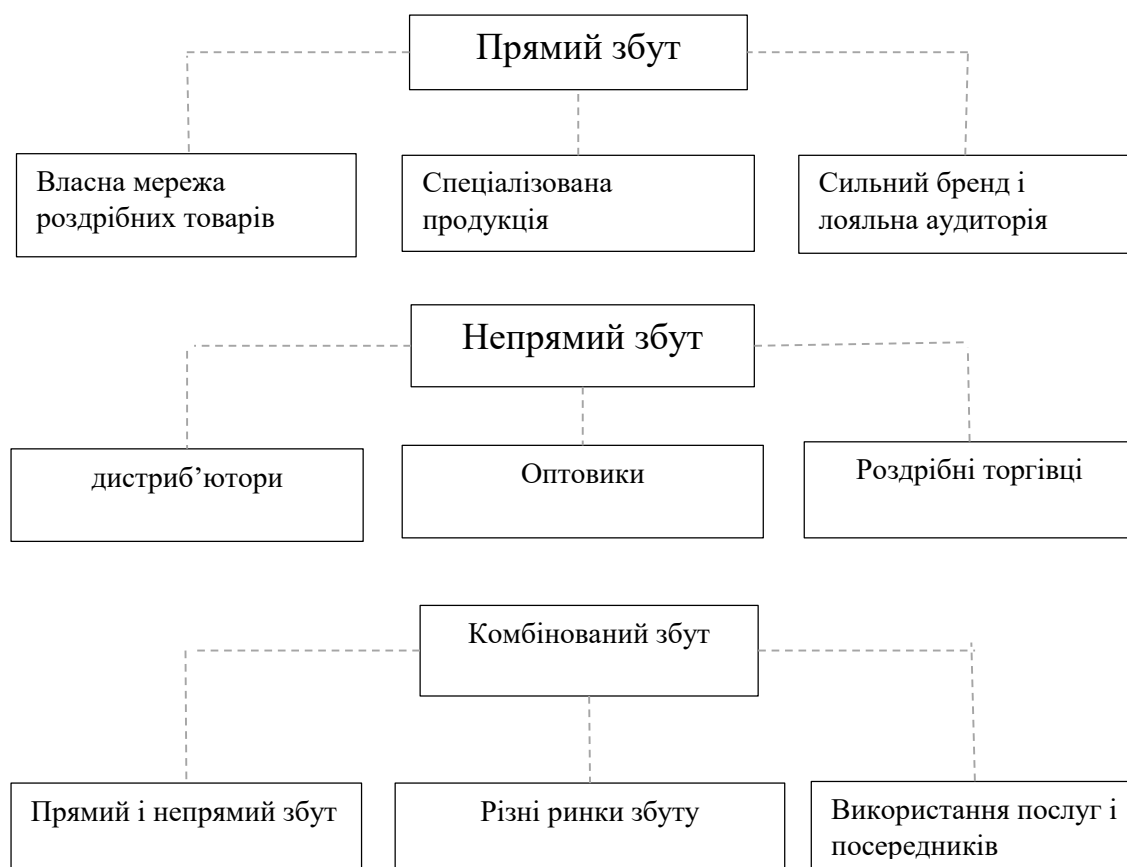 Прямий збут
Власна мережа
роздрібних товарів
Спеціалізована
продукція
Сильний бренд і
лояльна аудиторія
Непрямий збут
дистриб’ютори
Оптовики
Роздрібні торгівці
Комбінований збут
Прямий і непрямий збут
Різні ринки збуту
Використання послуг і
посередників